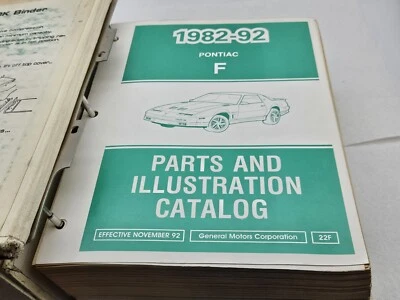 1982-92
PONTIAC
F
PARTS AND
ILLUSTRATION
CATALOG
EFFECTIVE NOVEMBER 92
General Motors Corporation
22F
Binder